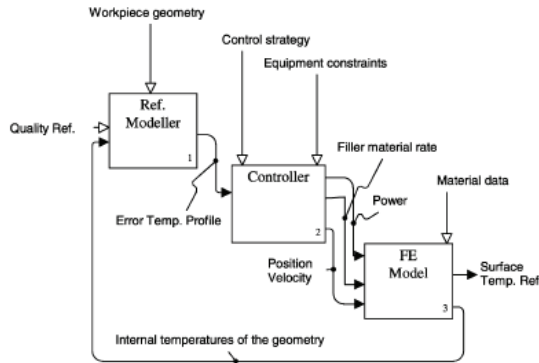 Workpiece geometry
Control strategy
Equipment constraints
Quality Ref.
Ref.
Modeller
1
Filler material rate
Controller
2
Material data
Power
Error Temp. Profile
Position
Velocity
FE
Model
3
Surface
Temp. Ref
Internal temperatures of the geometry